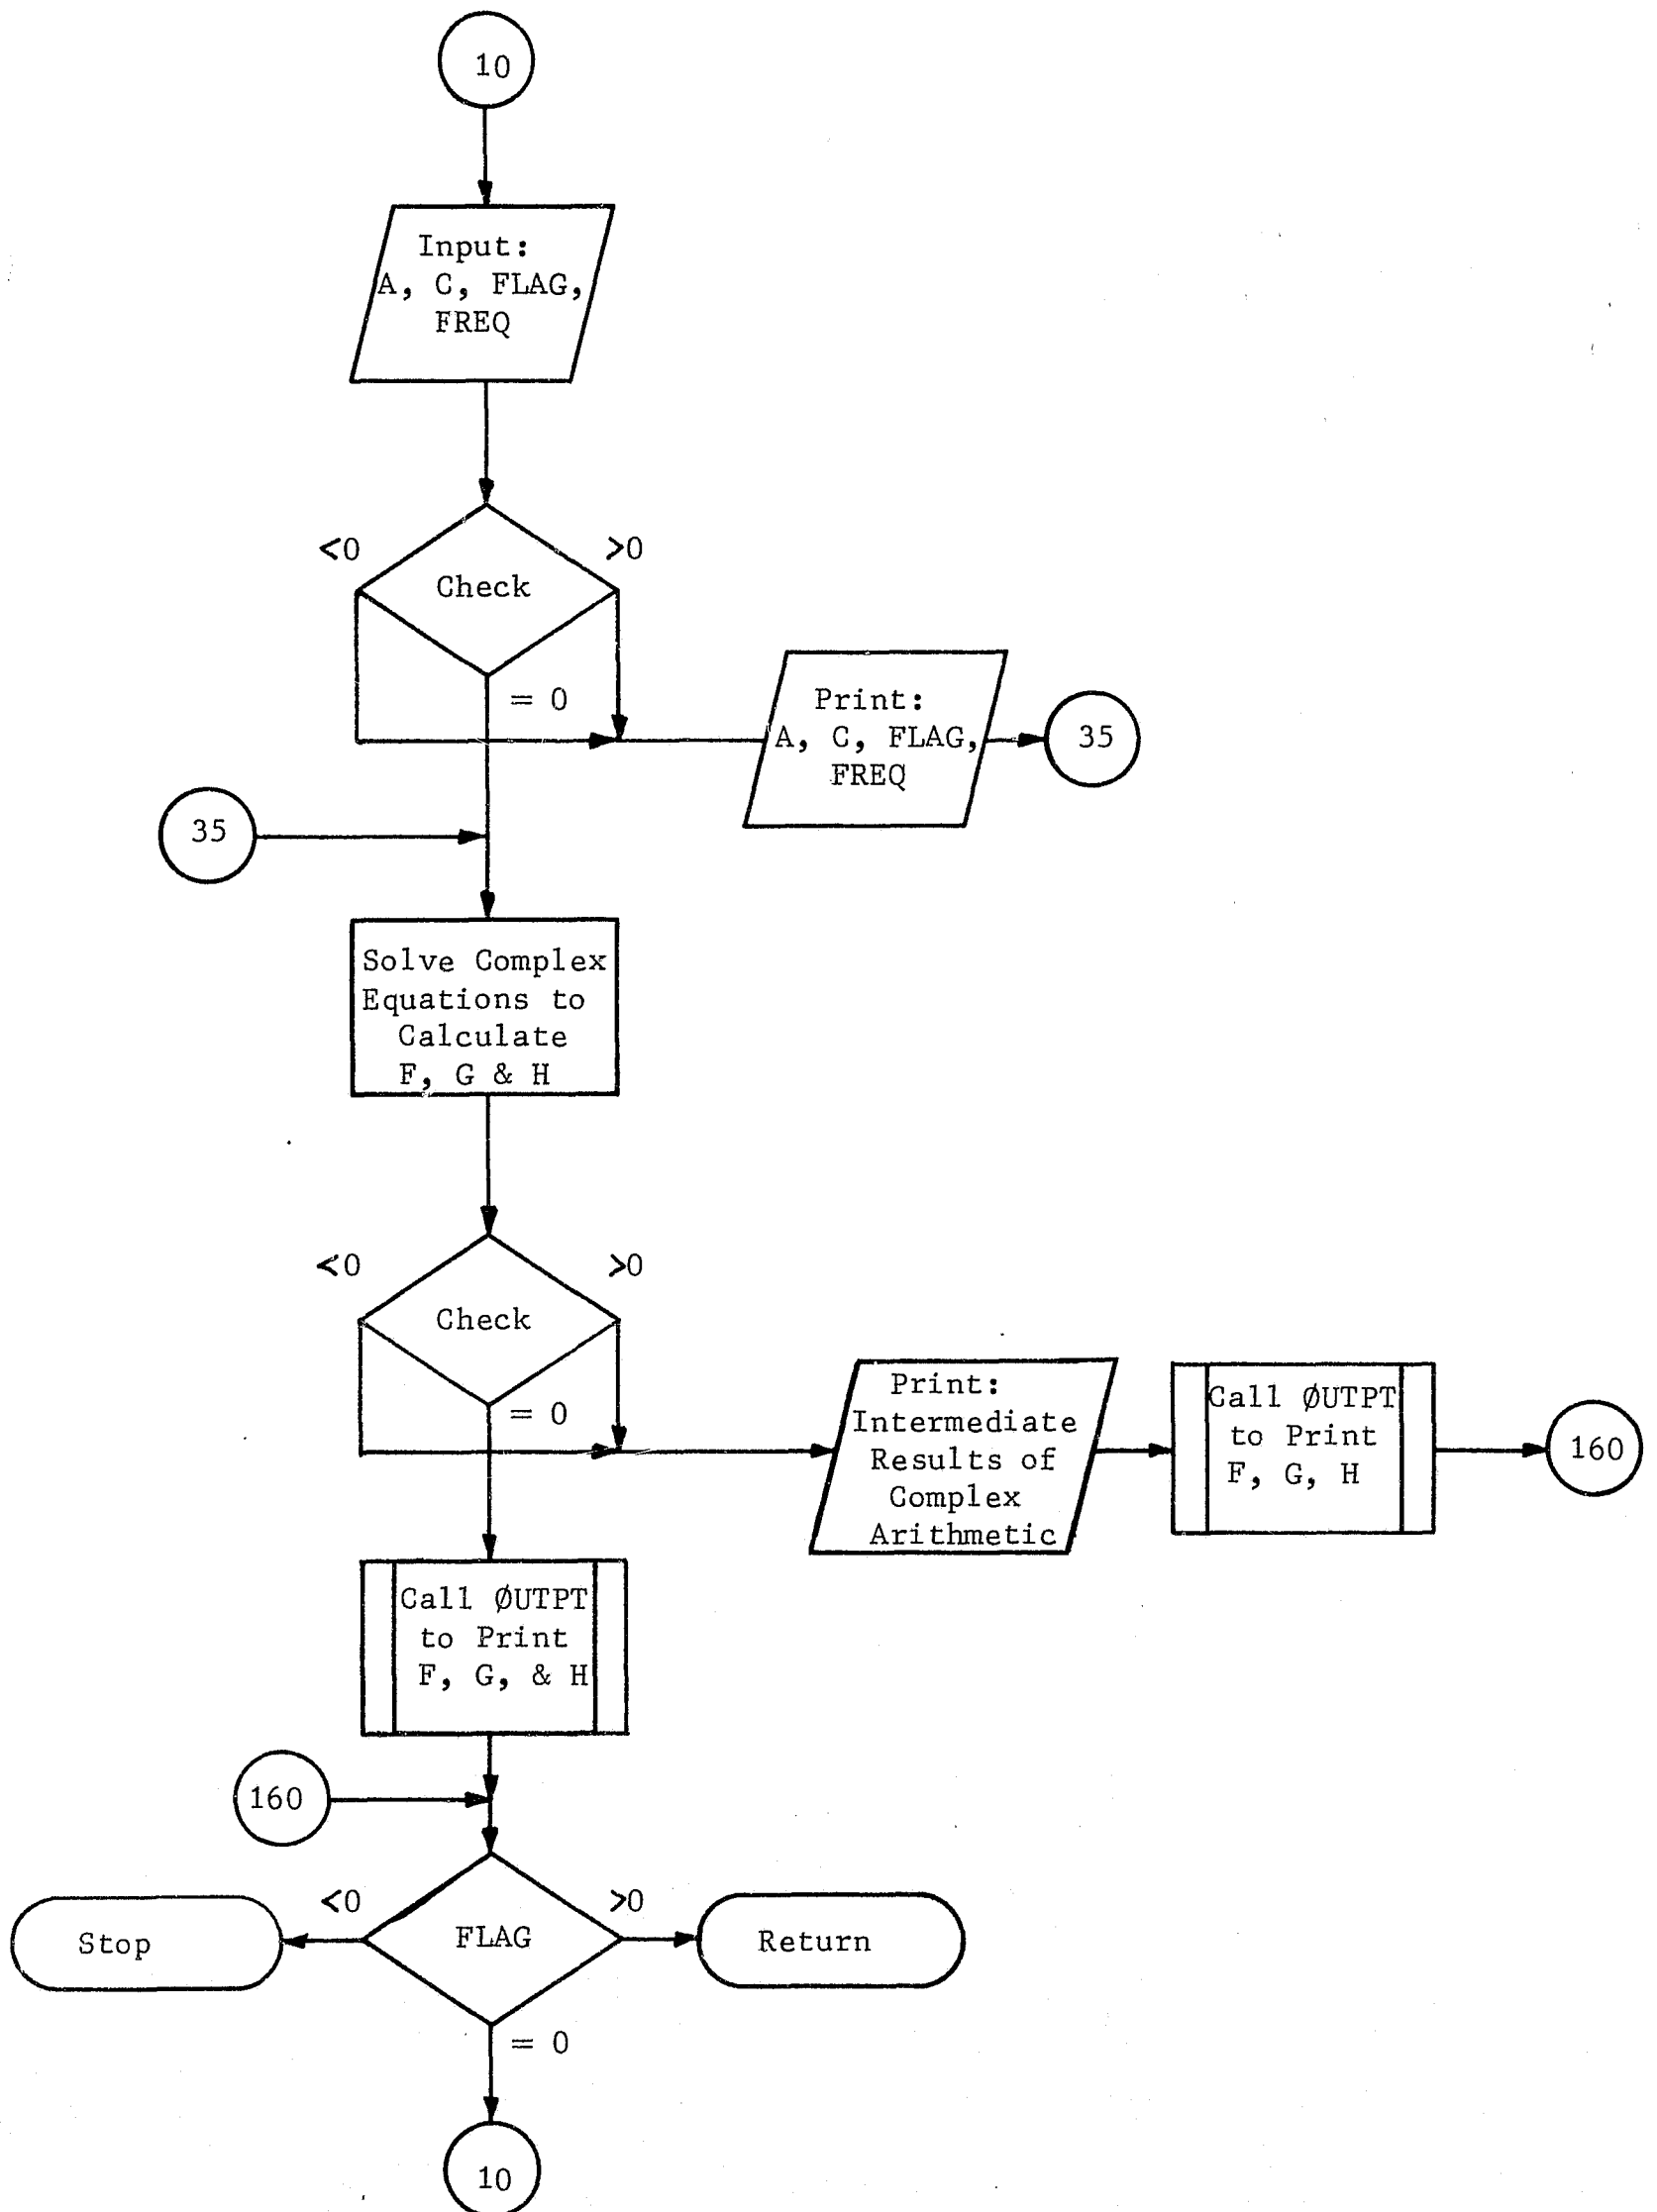 10
Input:
A, C, FLAG,
FREQ
<0
>0
Check
= 0
Print:
A, C, FLAG,
FREQ
35
35
Solve Complex
Equations to
Calculate
F, G & H
<0
>0
Check
= 0
Print:
Intermediate
Results of
Complex
Arithmetic
Call ØUTPT
to Print
F, G, H
160
Call ØUTPT
to Print
F, G, & H
160
<0
>0
Stop
FLAG
Return
= 0
10